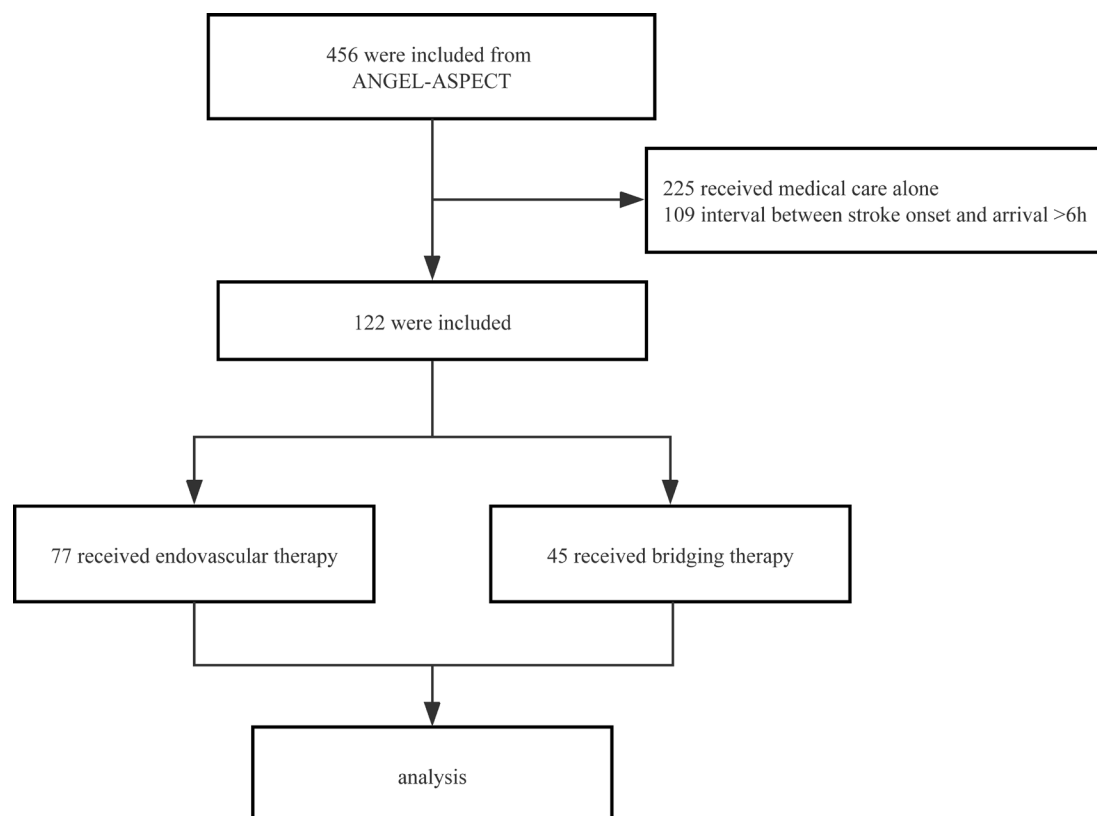 456 were included from
ANGEL-ASPECT
225 received medical care alone
109 interval between stroke onset and arrival >6h
122 were included
77 received endovascular therapy
45 received bridging therapy
analysis